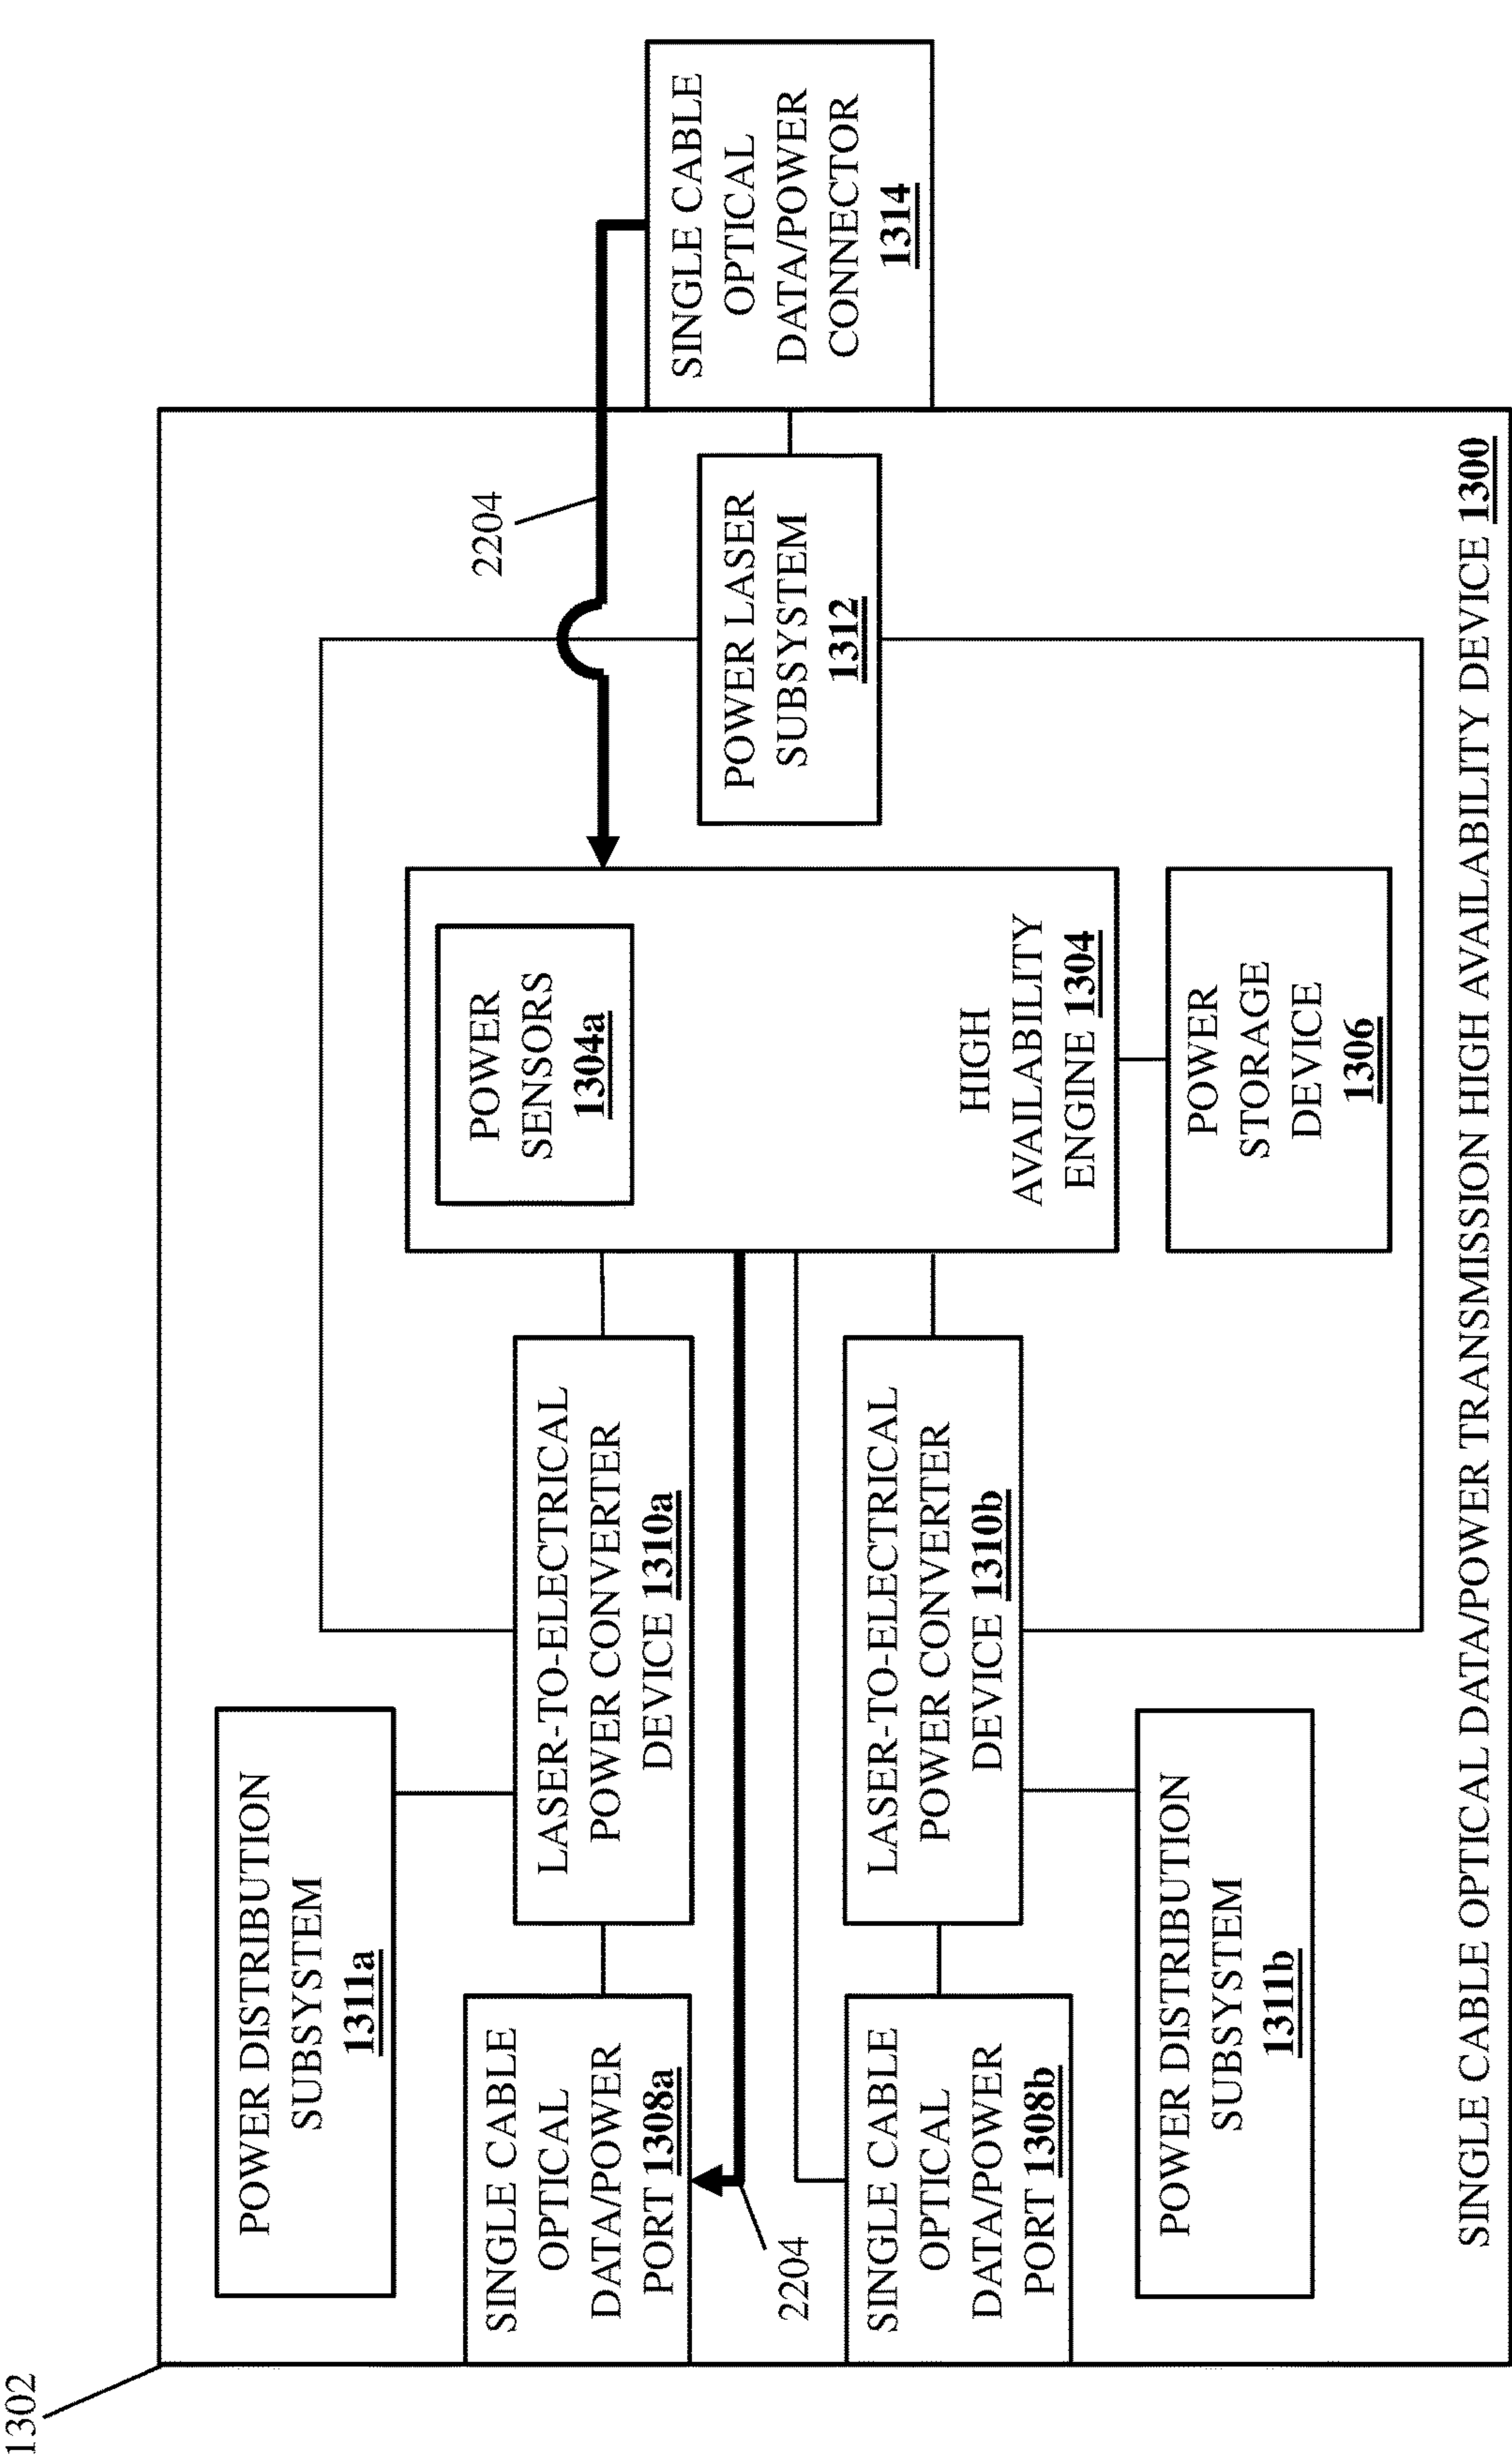 1302
POWER DISTRIBUTION
SUBSYSTEM
1311a
SINGLE CABLE
OPTICAL
DATA/POWER
PORT 1308a
LASER-TO-ELECTRICAL
POWER CONVERTER
DEVICE 1310a
2204
SINGLE CABLE
OPTICAL
DATA/POWER
PORT 1308b
LASER-TO-ELECTRICAL
POWER CONVERTER
DEVICE 1310b
POWER DISTRIBUTION
SUBSYSTEM
1311b
POWER
SENSORS
1304a
HIGH
AVAILABILITY
ENGINE 1304
POWER
STORAGE
DEVICE
1306
2204
POWER LASER
SUBSYSTEM
1312
SINGLE CABLE
OPTICAL
DATA/POWER
CONNECTOR
1314
SINGLE CABLE OPTICAL DATA/POWER TRANSMISSION HIGH AVAILABILITY DEVICE 1300